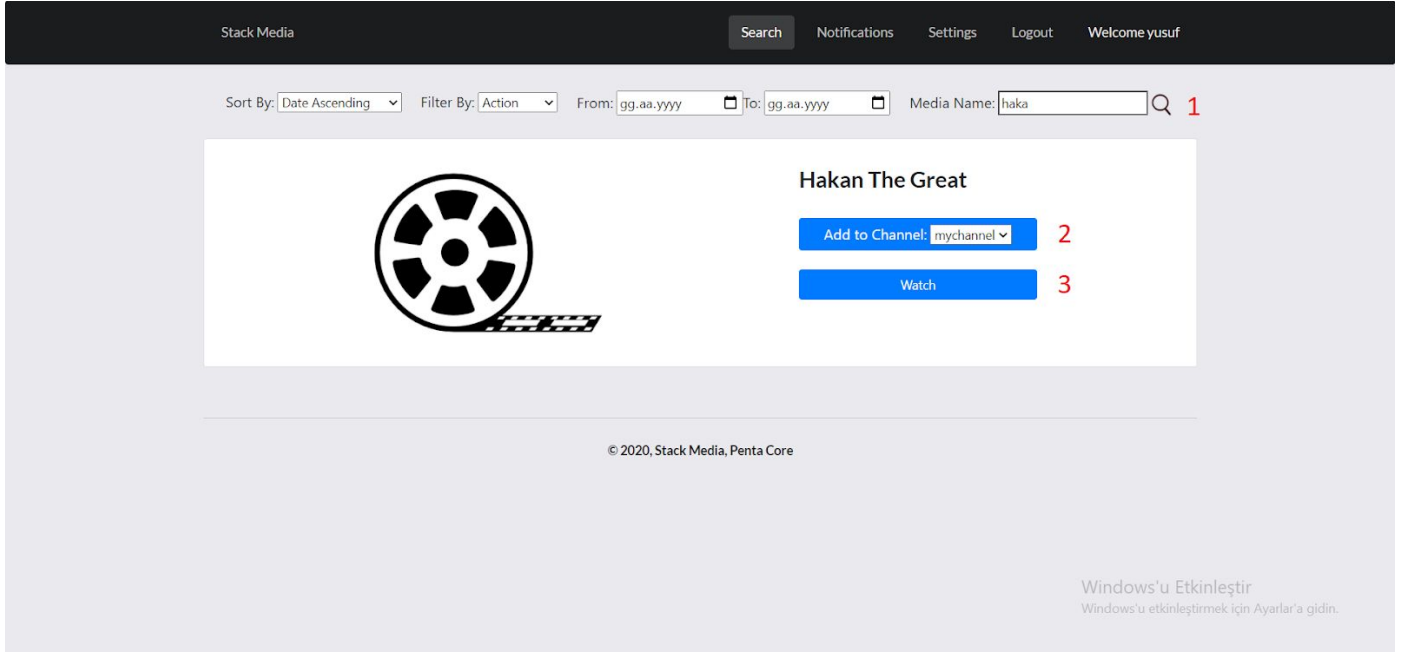 Stack Media Search Notifications Settings Logout Welcome yusuf
Sort By: Date Ascending Filter By: Action From: gg.aa.yyyy To: gg.aa.yyyy Media Name: haka 1
Hakan The Great
Add to Channel: mychannel 2
Watch 3
© 2020, Stack Media, Penta Core
Windows'u Etkinleştir
Windows'u etkinleştirmek için Ayarlar'a gidin.